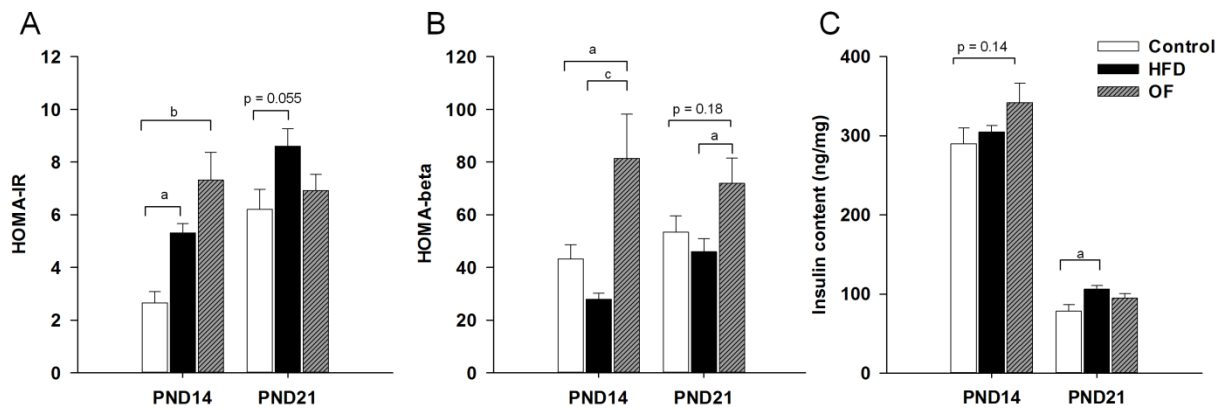 A
HOMA-IR
12
10
8
6
4
2
0
b
a
p = 0.055
PND14
PND21
B
HOMA-beta
120
100
80
60
40
20
0
a
c
p = 0.18
a
PND14
PND21
C
Insulin content (ng/mg)
400
300
200
100
0
p = 0.14
a
PND14
PND21
Control
HFD
OF